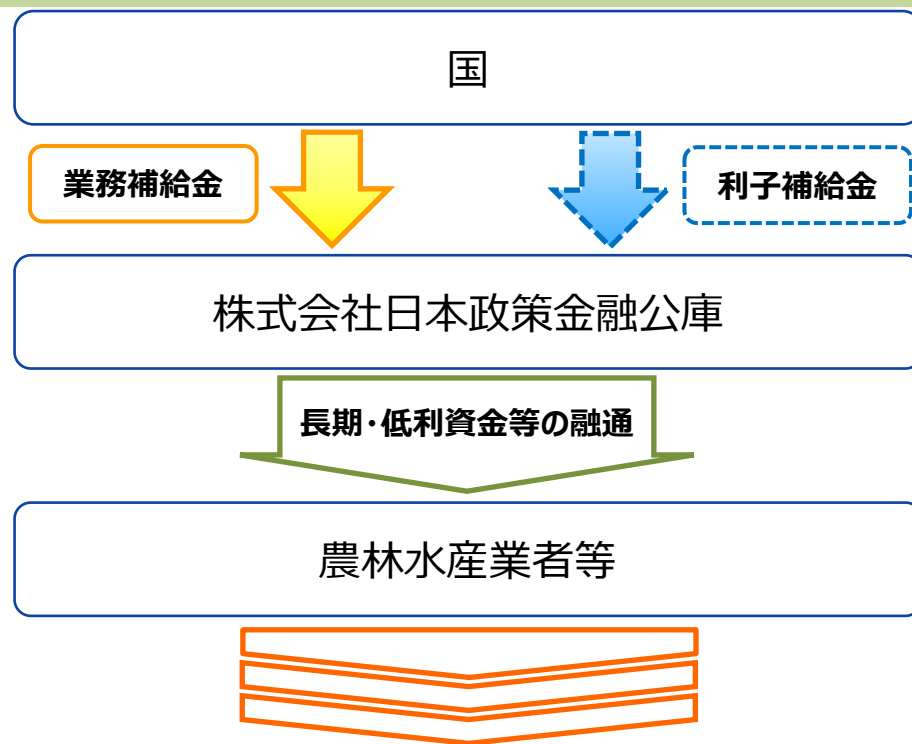 国
業務補給金
利子補給金
株式会社日本政策金融公庫
長期・低利資金等の融通
農林水産業者等